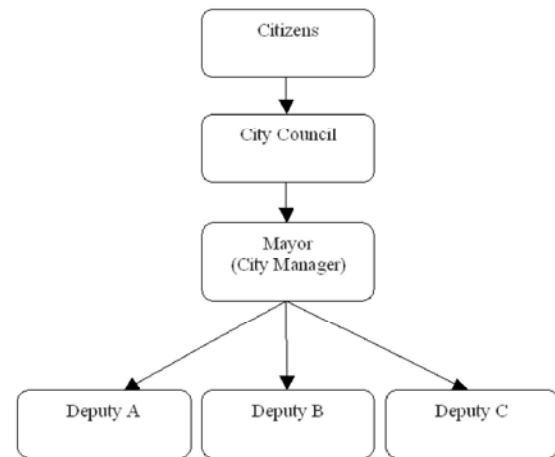 Citizens
City Council
Mayor
(City Manager)
Deputy A
Deputy B
Deputy C